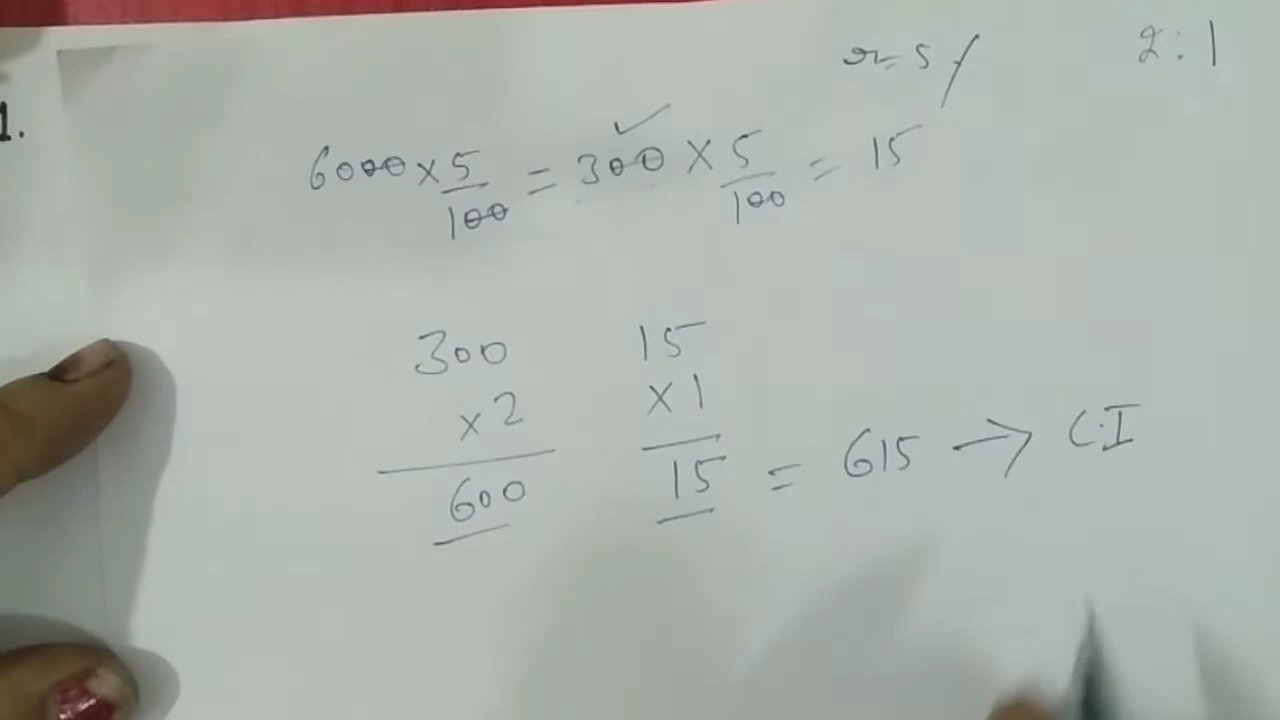 r = 5 / 2 : 1
1.
6000 × 5/100 = 300 × 5/100 = 15
300 15
×2 ×1
600 15 = 615 → C.I